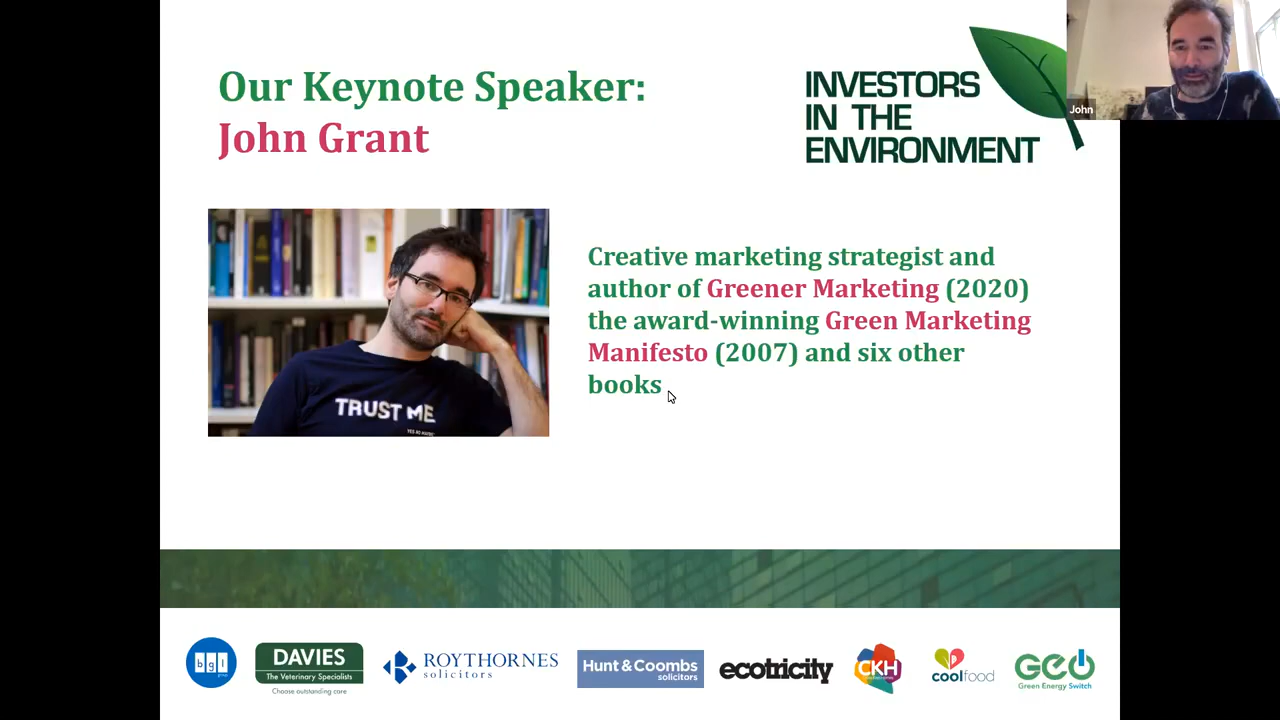 Our Keynote Speaker:
John Grant
INVESTORS
IN THE
ENVIRONMENT
John
Creative marketing strategist and
author of Greener Marketing (2020)
the award-winning Green Marketing
Manifesto (2007) and six other
books
TRUST ME
bgl
DAVIES
The Veterinary Specialists
Choose outstanding care
ROYTHORNES
solicitors
Hunt & Coombs
solicitors
ecotricity
CKH
coolfood
GEO
Green Energy Switch